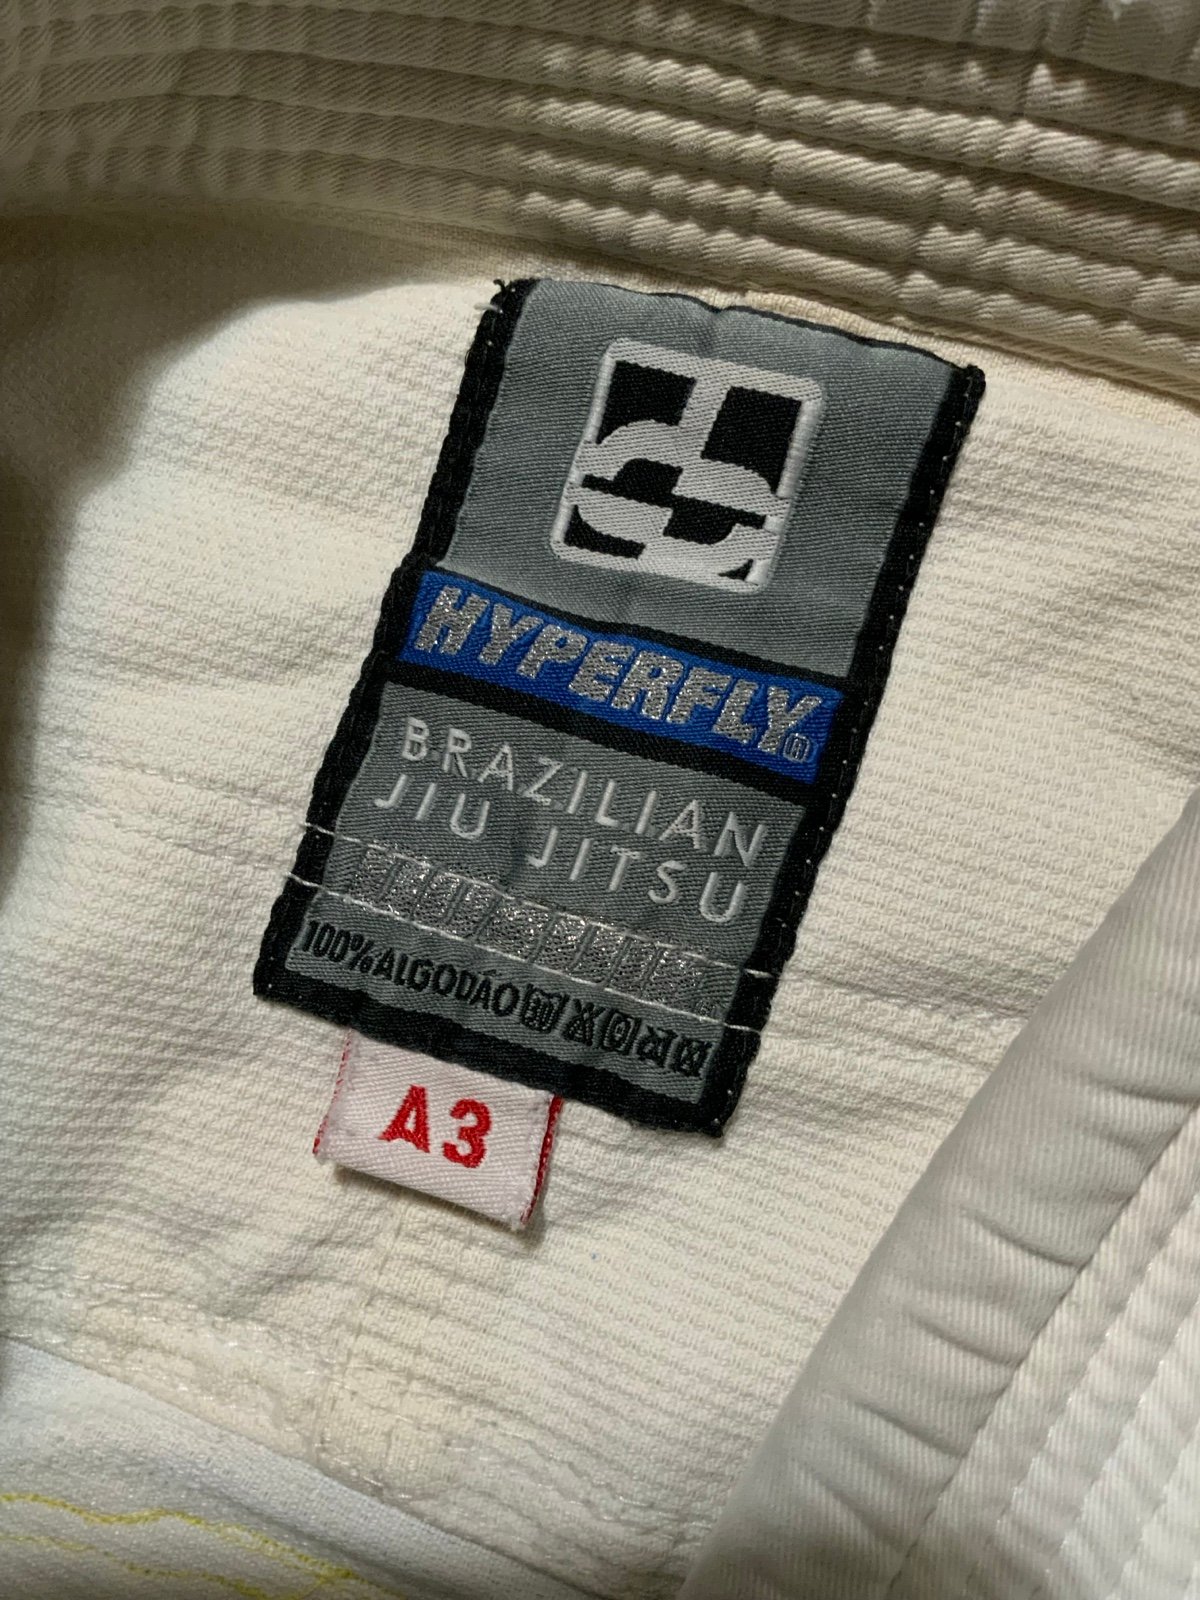 HYPERFLY®
BRAZILIAN
JIU JITSU
100% ALGODÃO
A3